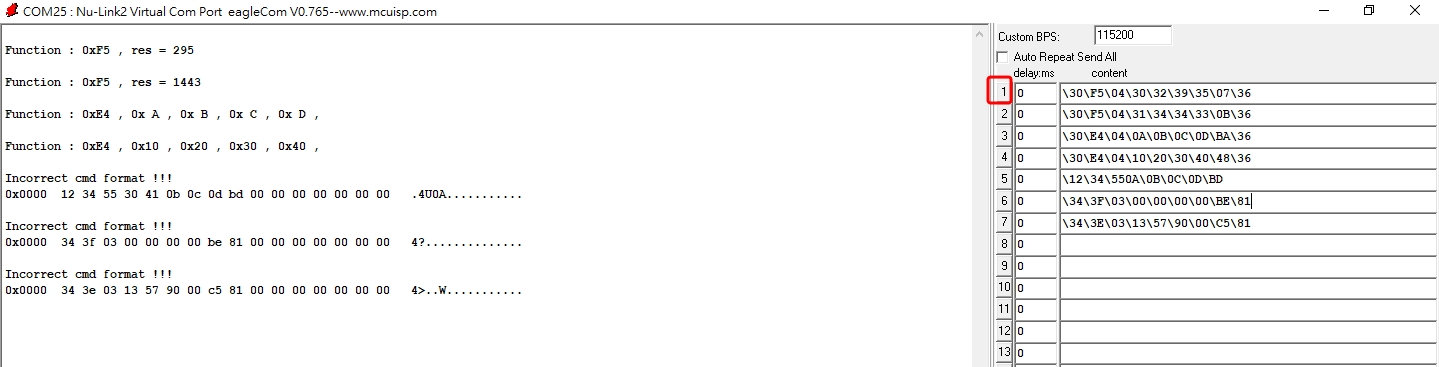 COM25 : Nu-Link2 Virtual Com Port eagleCom V0.765--www.mcuisp.com
Function : 0xF5 , res = 295
Function : 0xF5 , res = 1443
Function : 0xE4 , 0x A , 0x B , 0x C , 0x D ,
Function : 0xE4 , 0x10 , 0x20 , 0x30 , 0x40 ,
Incorrect cmd format !!!
0x0000 12 34 55 30 41 0b 0c 0d bd 00 00 00 00 00 00 00 .4U0A...........
Incorrect cmd format !!!
0x0000 34 3f 03 00 00 00 00 be 81 00 00 00 00 00 00 00 4?..............
Incorrect cmd format !!!
0x0000 34 3e 03 13 57 90 00 c5 81 00 00 00 00 00 00 00 4>..W...........
Custom BPS: 115200
Auto Repeat Send All
delay:ms content
1 0 \30\F5\04\30\32\39\35\07\36
2 0 \30\F5\04\31\34\34\33\0B\36
3 0 \30\E4\04\0A\0B\0C\0D\BA\36
4 0 \30\E4\04\10\20\30\40\48\36
5 0 \12\34\550A\0B\0C\0D\BD
6 0 \34\3F\03\00\00\00\00\BE\81
7 0 \34\3E\03\13\57\90\00\C5\81
8 0
9 0
10 0
11 0
12 0
13 0